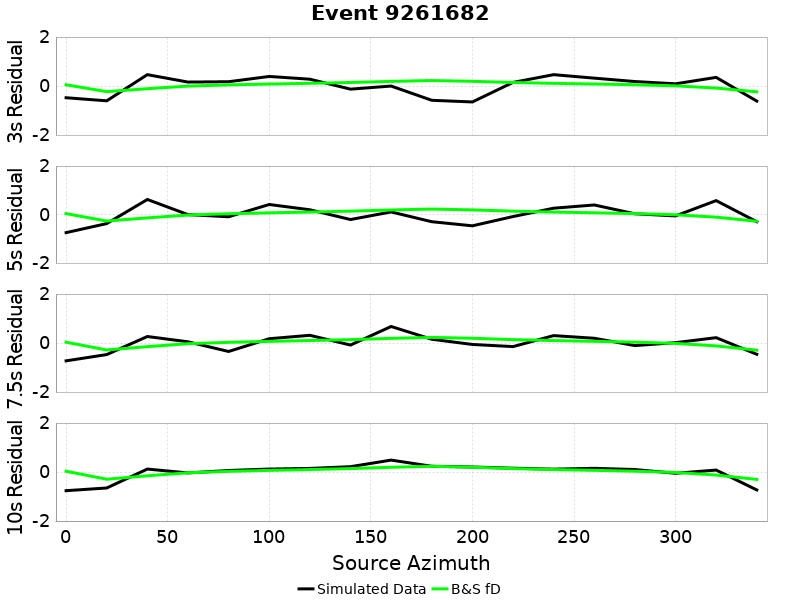 Event 9261682
3s Residual
2
0
-2
5s Residual
2
0
-2
7.5s Residual
2
0
-2
10s Residual
2
0
-2
0 50 100 150 200 250 300
Source Azimuth
Simulated Data B&S fD